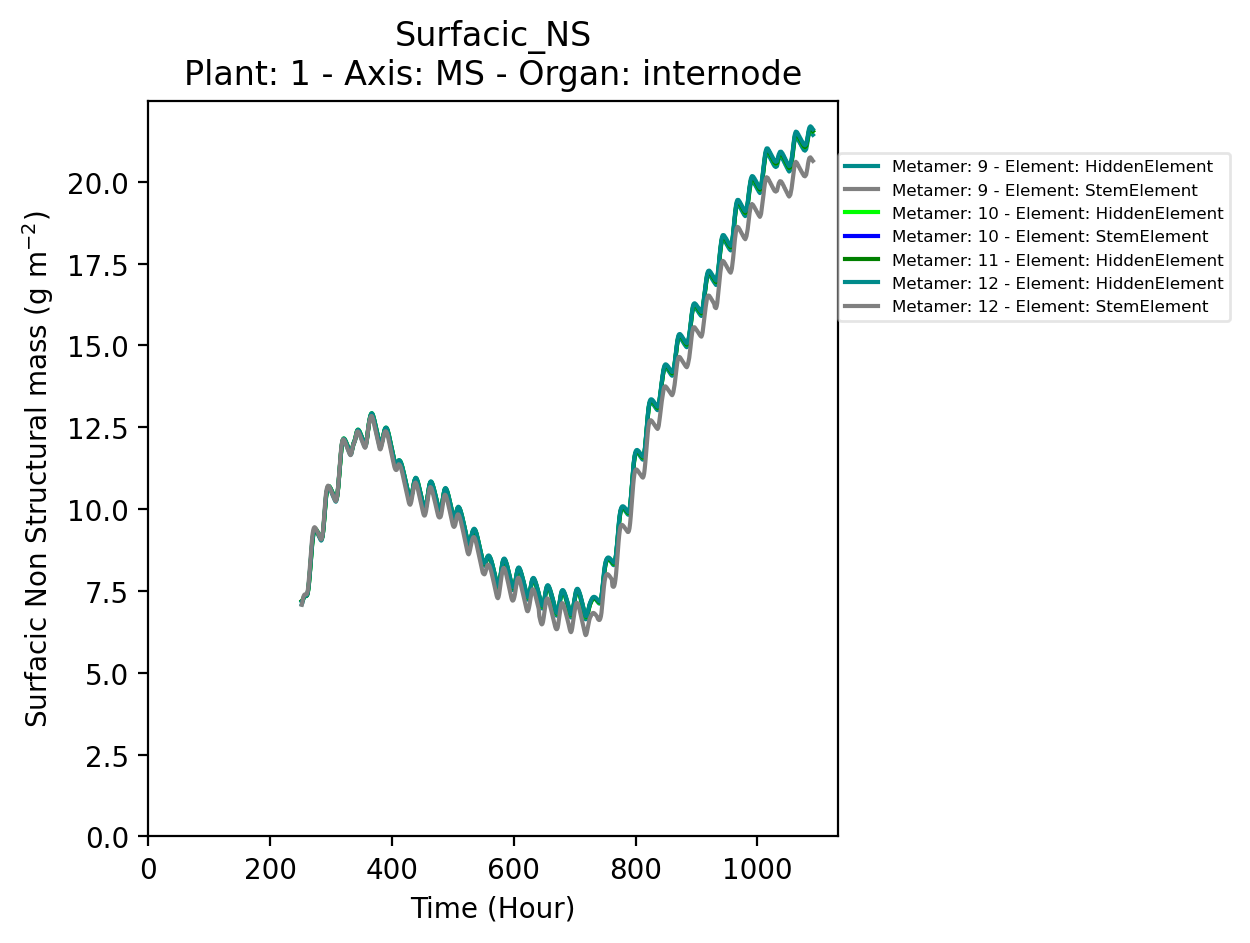 Surfacic_NS
Plant: 1 - Axis: MS - Organ: internode
Surfacic Non Structural mass (g m⁻²)
20.0
17.5
15.0
12.5
10.0
7.5
5.0
2.5
0.0
0 200 400 600 800 1000
Time (Hour)
Metamer: 9 - Element: HiddenElement
Metamer: 9 - Element: StemElement
Metamer: 10 - Element: HiddenElement
Metamer: 10 - Element: StemElement
Metamer: 11 - Element: HiddenElement
Metamer: 12 - Element: HiddenElement
Metamer: 12 - Element: StemElement